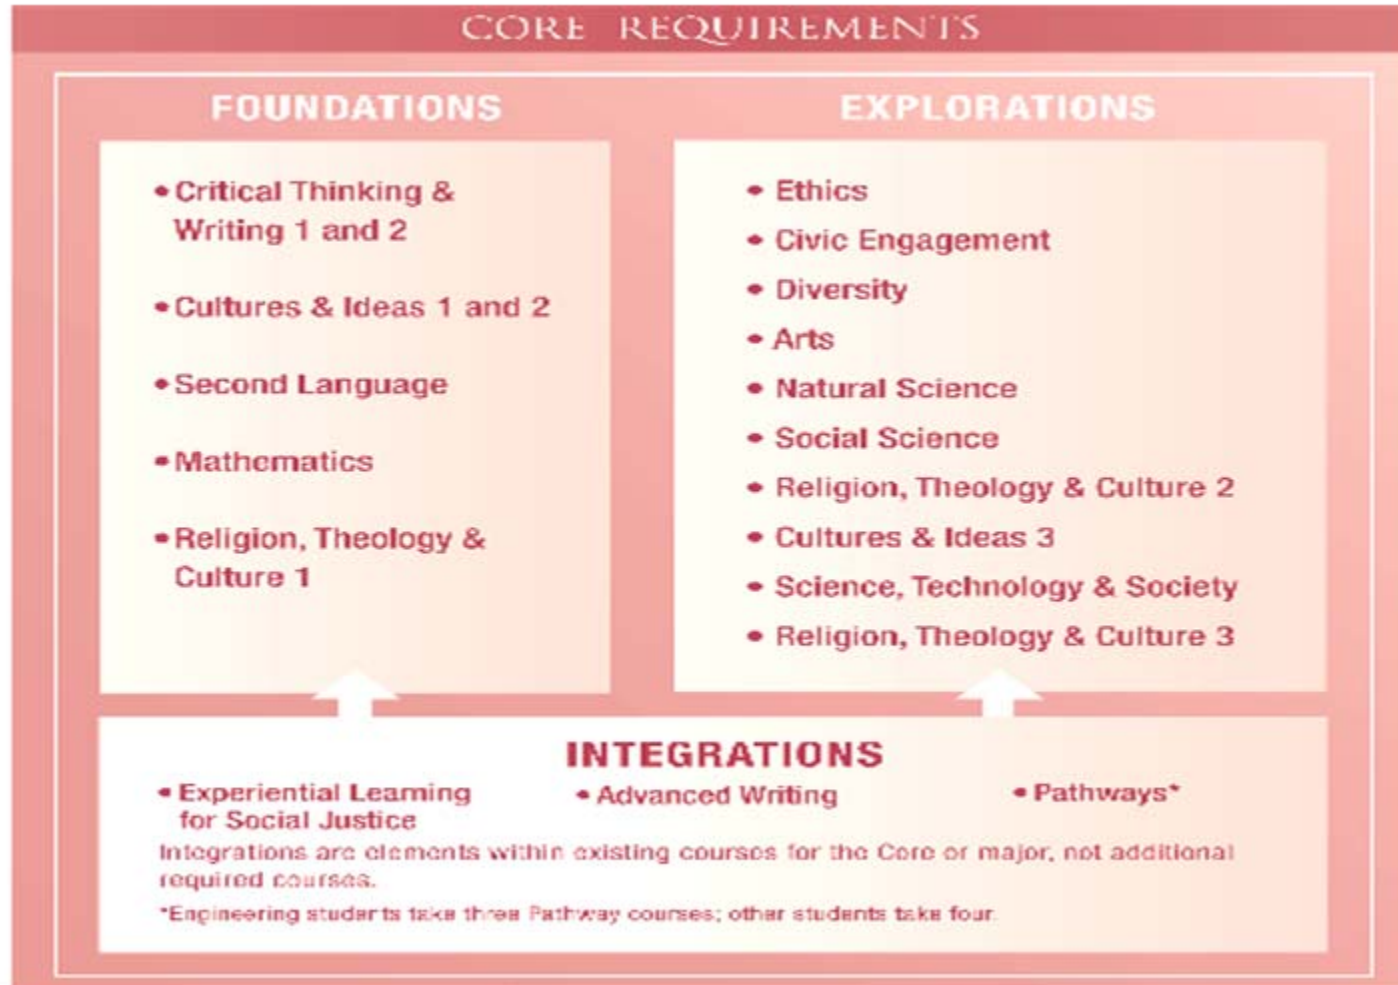 CORE REQUIREMENTS
FOUNDATIONS
• Critical Thinking &
Writing 1 and 2
• Cultures & Ideas 1 and 2
• Second Language
• Mathematics
• Religion, Theology &
Culture 1
EXPLORATIONS
• Ethics
• Civic Engagement
• Diversity
• Arts
• Natural Science
• Social Science
• Religion, Theology & Culture 2
• Cultures & Ideas 3
• Science, Technology & Society
• Religion, Theology & Culture 3
INTEGRATIONS
• Experiential Learning
for Social Justice
• Advanced Writing
• Pathways*
Integrations are elements within existing courses for the Core or major, not additional
required courses.
*Engineering students take three Pathway courses; other students take four.